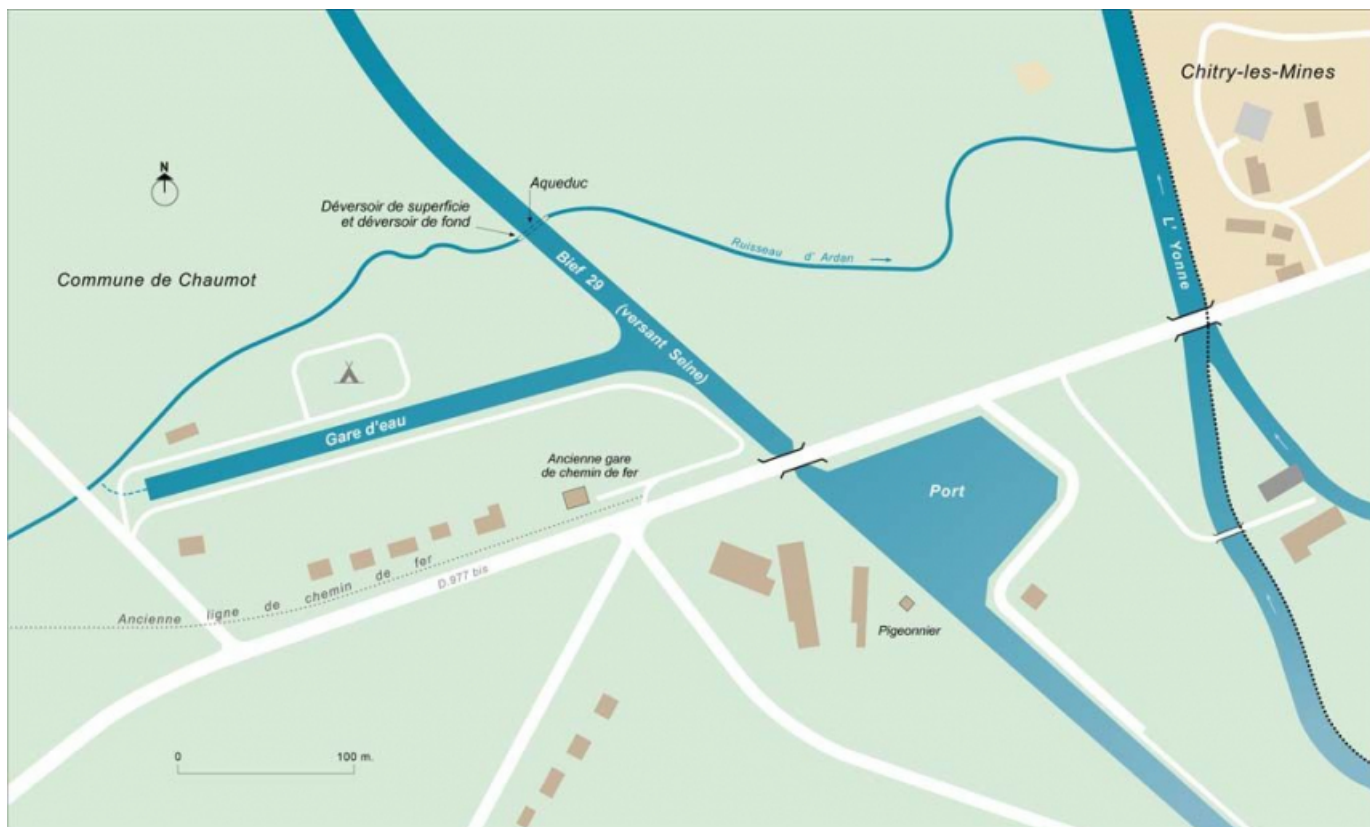 Chitry-les-Mines
N
Aqueduc
Déversoir de superficie
et déversoir de fond
Commune de Chaumot
Ruisseau d' Ardan
L' Yonne
Bief 29 (versant Seine)
Gare d'eau
Ancienne gare
de chemin de fer
Port
Ancienne ligne de chemin de fer
D.977 bis
Pigeonnier
0 100 m.